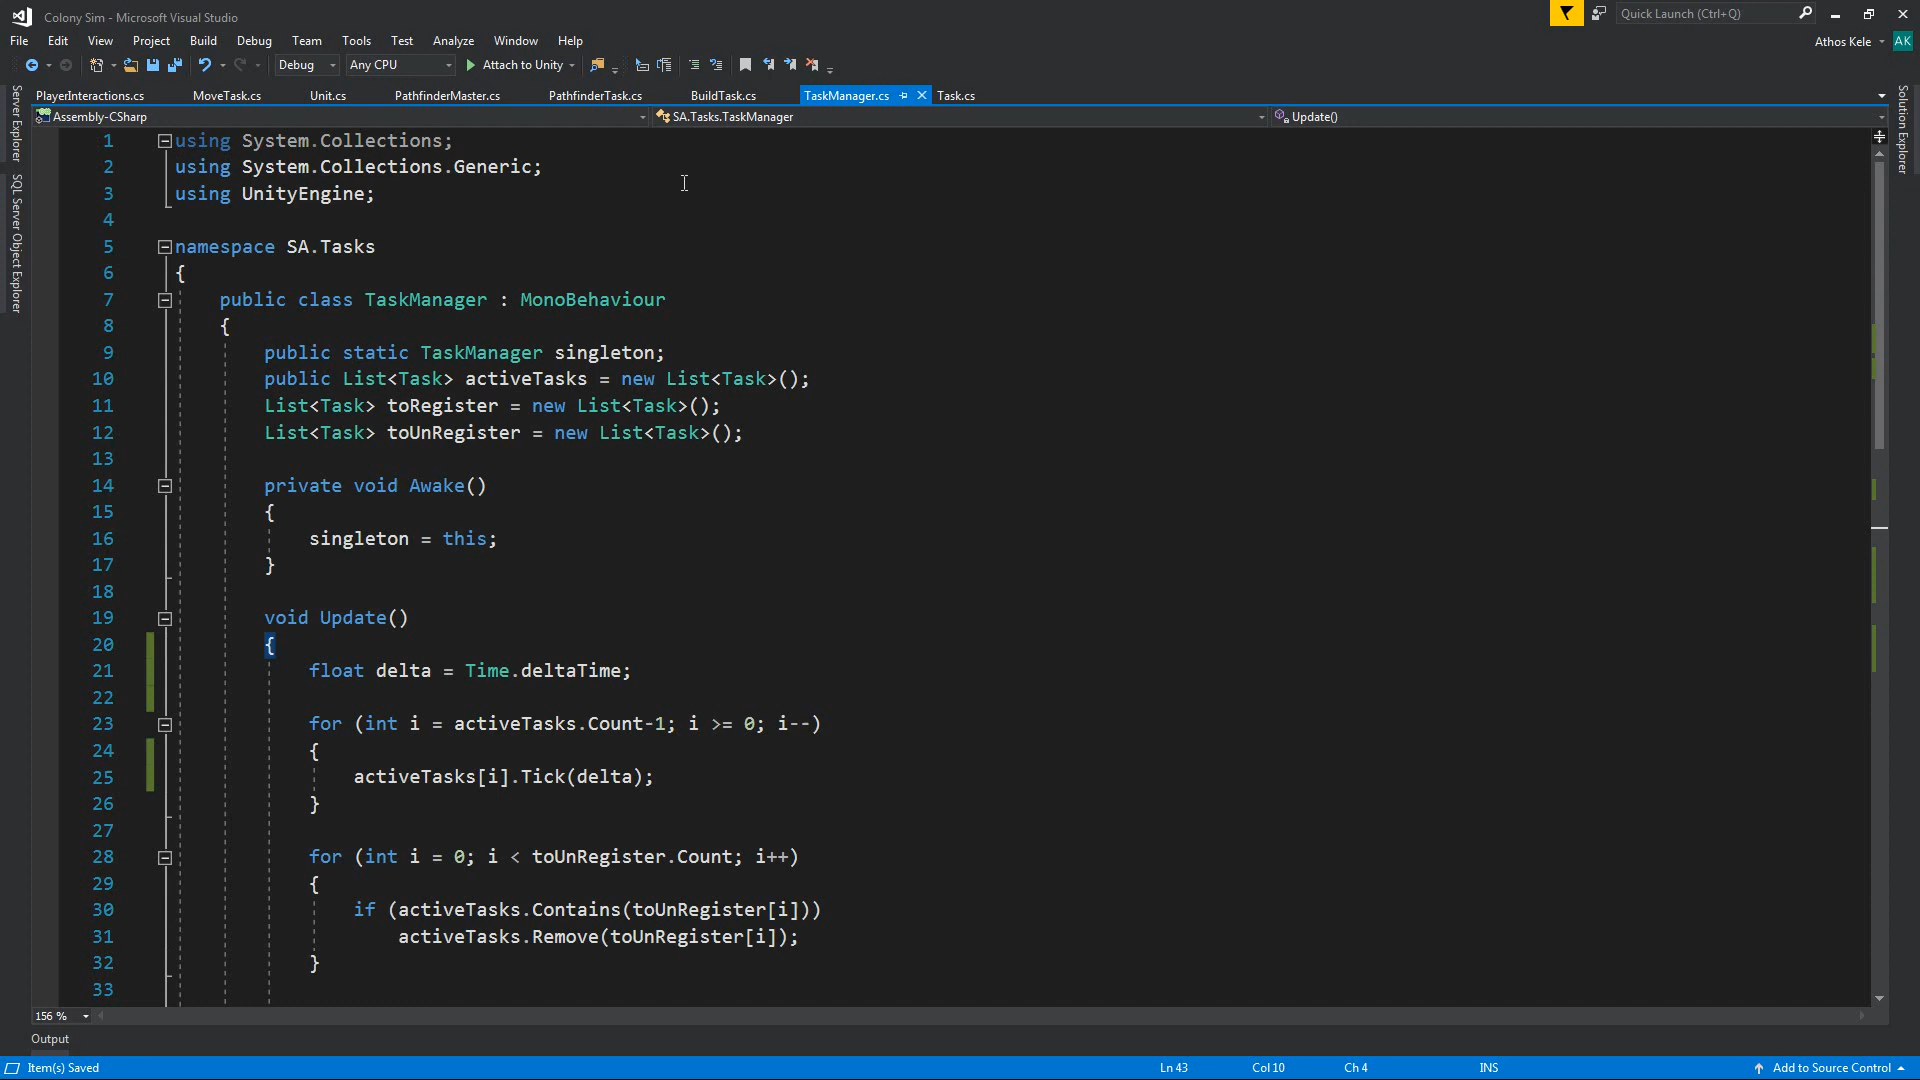 Colony Sim - Microsoft Visual Studio
Quick Launch (Ctrl+Q)
File Edit View Project Build Debug Team Tools Test Analyze Window Help
Athos Kele AK
Debug Any CPU Attach to Unity
PlayerInteractions.cs MoveTask.cs Unit.cs PathfinderMaster.cs PathfinderTask.cs BuildTask.cs TaskManager.cs Task.cs
Assembly-CSharp SA.Tasks.TaskManager Update()
Server Explorer
SQL Server Object Explorer
Solution Explorer
1 using System.Collections;
2 using System.Collections.Generic;
3 using UnityEngine;
4
5 namespace SA.Tasks
6 {
7 public class TaskManager : MonoBehaviour
8 {
9 public static TaskManager singleton;
10 public List<Task> activeTasks = new List<Task>();
11 List<Task> toRegister = new List<Task>();
12 List<Task> toUnRegister = new List<Task>();
13
14 private void Awake()
15 {
16 singleton = this;
17 }
18
19 void Update()
20 {
21 float delta = Time.deltaTime;
22
23 for (int i = activeTasks.Count-1; i >= 0; i--)
24 {
25 activeTasks[i].Tick(delta);
26 }
27
28 for (int i = 0; i < toUnRegister.Count; i++)
29 {
30 if (activeTasks.Contains(toUnRegister[i]))
31 activeTasks.Remove(toUnRegister[i]);
32 }
33
156 %
Output
Item(s) Saved Ln 43 Col 10 Ch 4 INS Add to Source Control